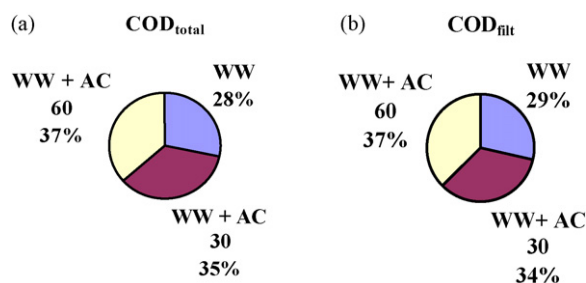 (a) COD_total
WW + AC
60
37%
WW
28%
WW + AC
30
35%
(b) COD_filt
WW+ AC
60
37%
WW
29%
WW+ AC
30
34%